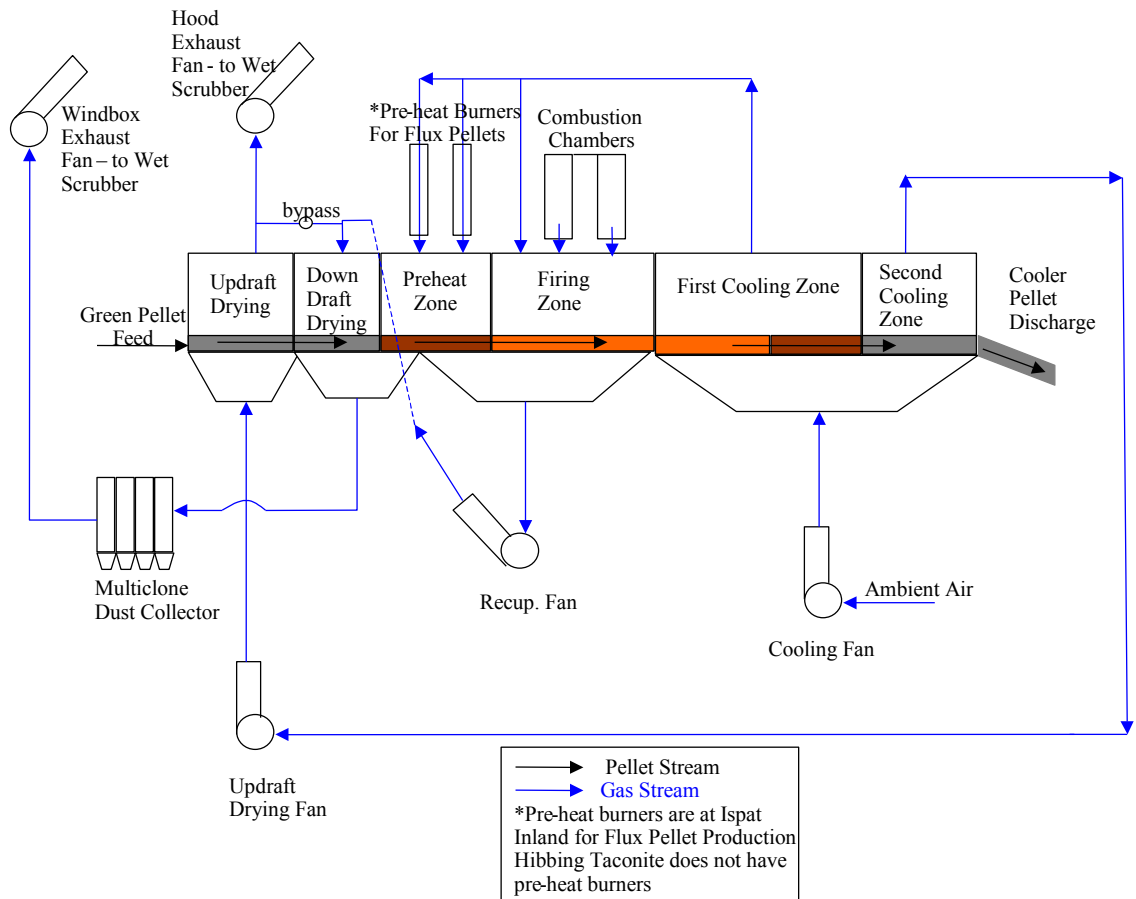 Hood
Exhaust
Fan - to Wet
Scrubber
Windbox
Exhaust
Fan – to Wet
Scrubber
*Pre-heat Burners
For Flux Pellets
Combustion
Chambers
bypass
Updraft
Drying
Down
Draft
Drying
Preheat
Zone
Firing
Zone
First Cooling Zone
Second
Cooling
Zone
Cooler
Pellet
Discharge
Green Pellet
Feed
Multiclone
Dust Collector
Recup. Fan
Ambient Air
Cooling Fan
Updraft
Drying Fan
Pellet Stream
Gas Stream
*Pre-heat burners are at Ispat
Inland for Flux Pellet Production
Hibbing Taconite does not have
pre-heat burners